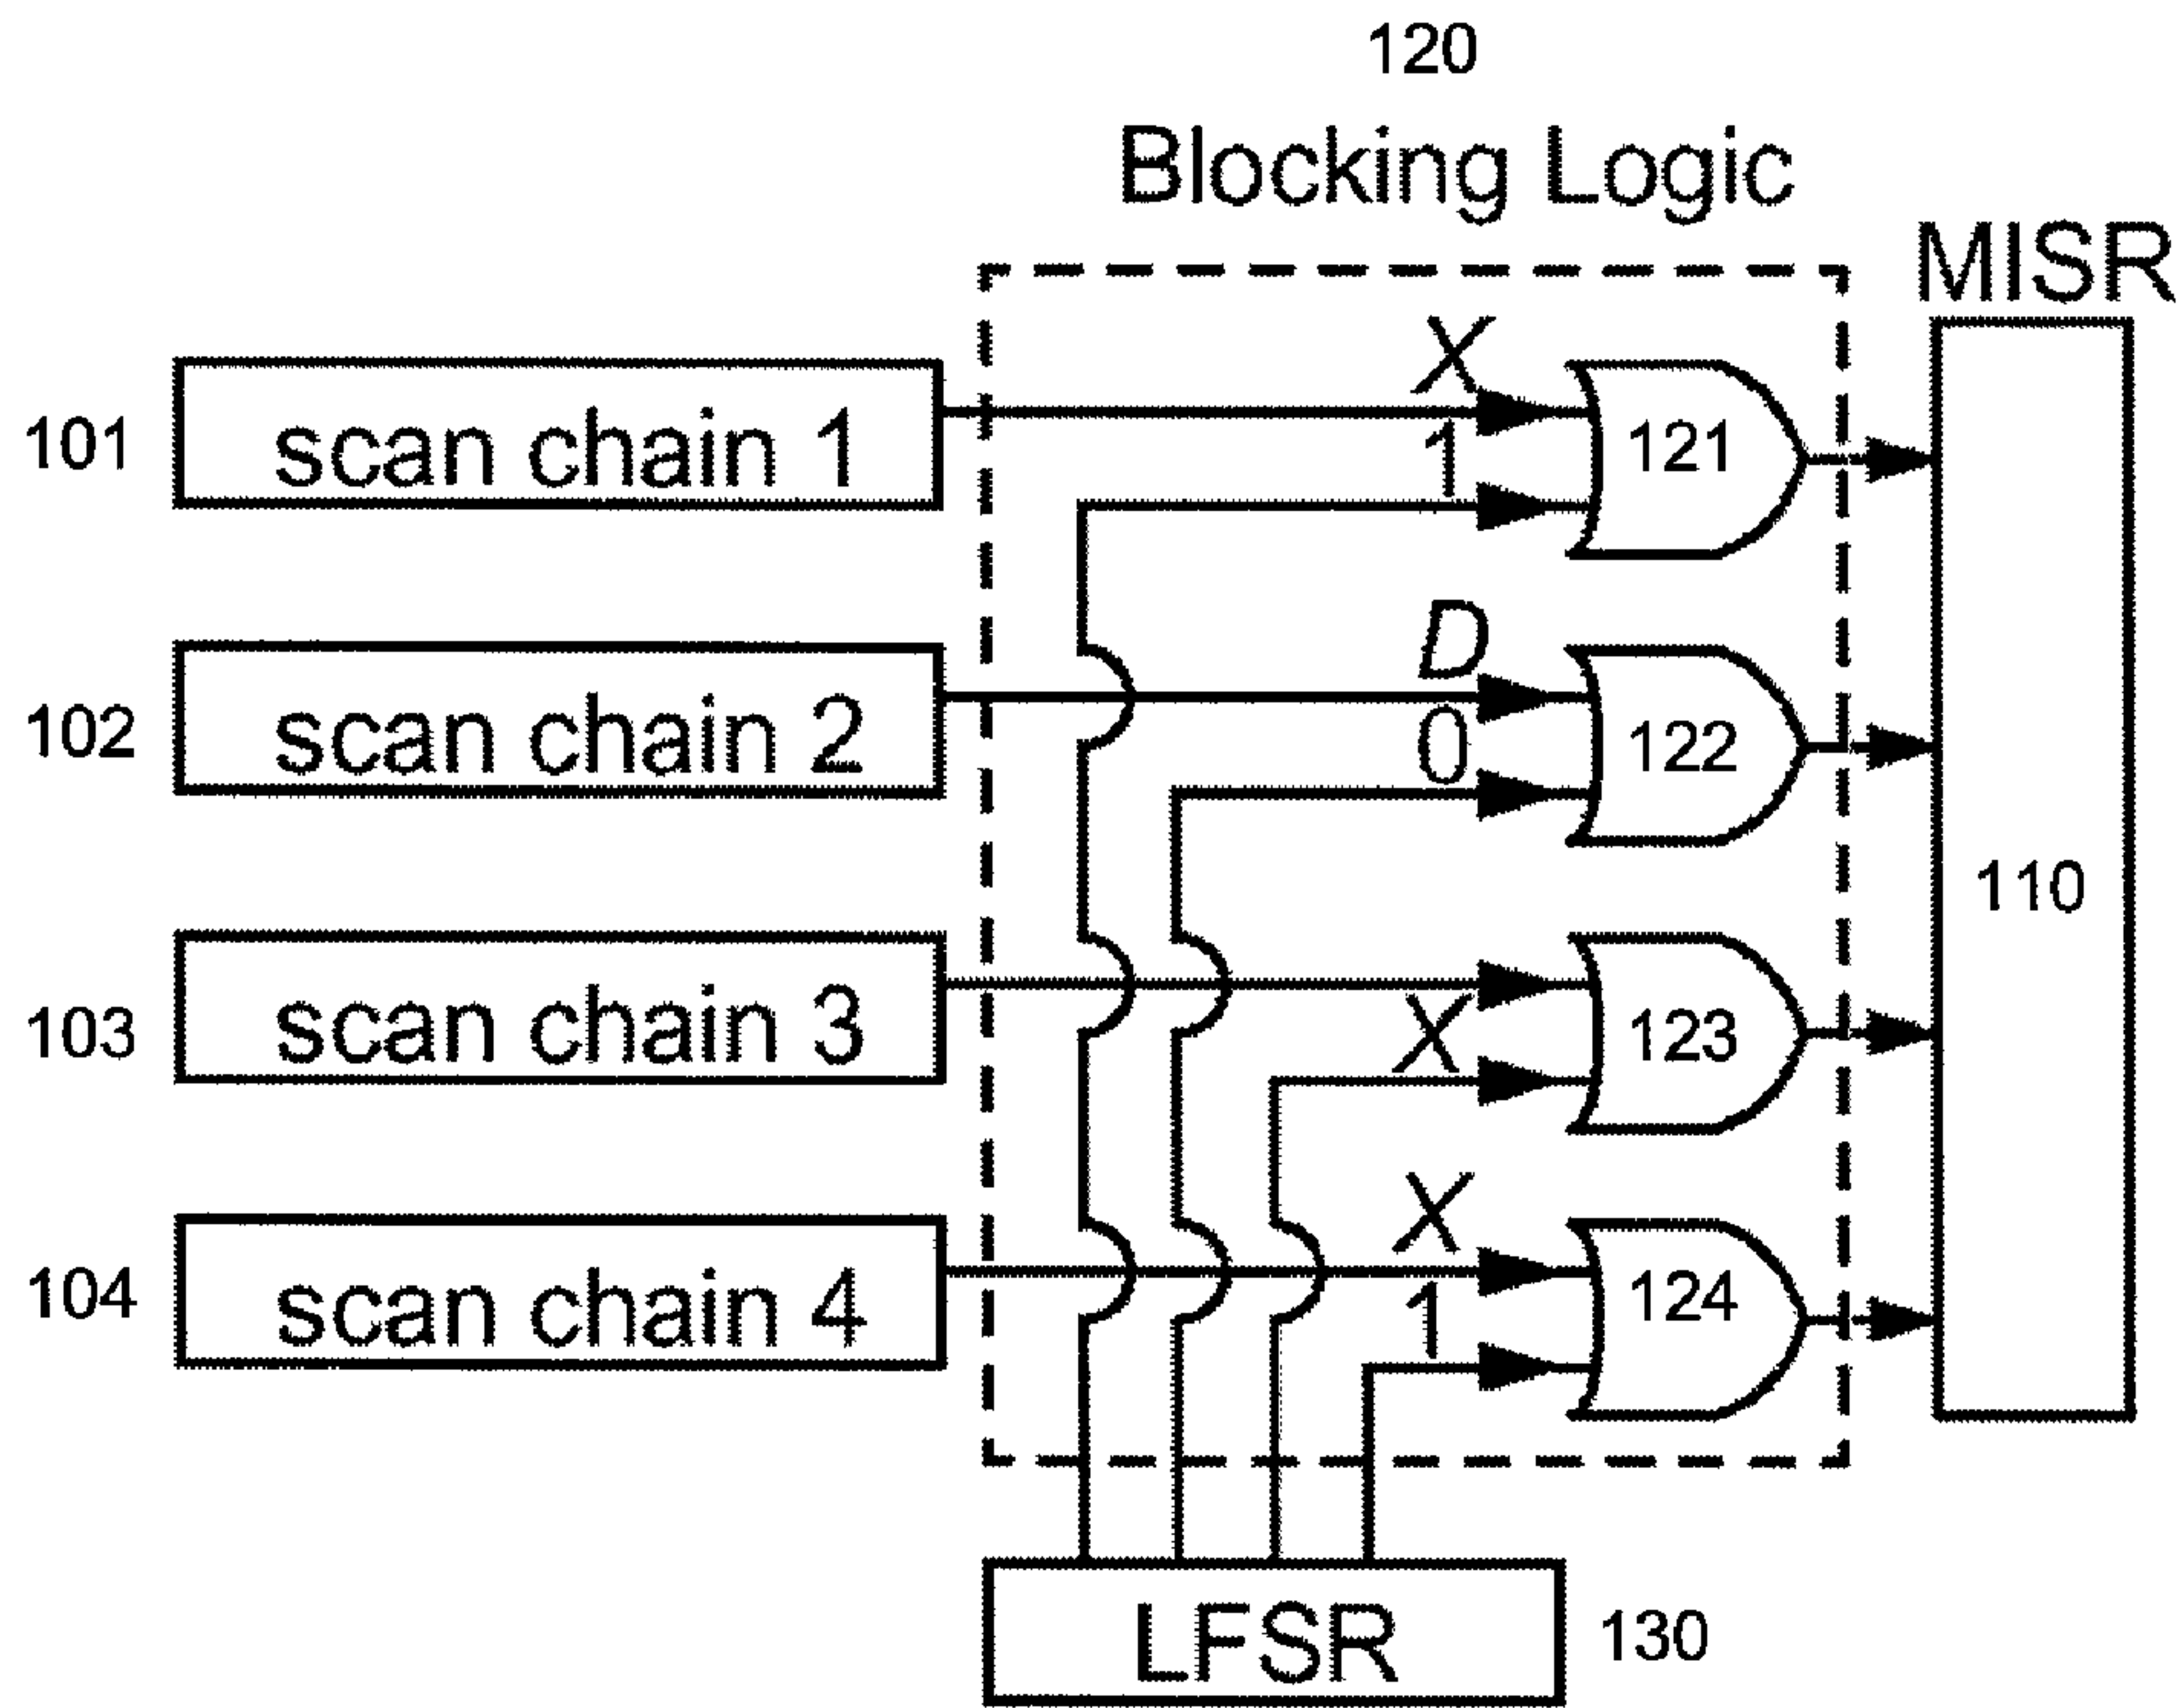 120
Blocking Logic
MISR
X
101
scan chain 1
1
121
D
102
scan chain 2
0
122
110
103
scan chain 3
X
123
X
104
scan chain 4
1
124
LFSR
130